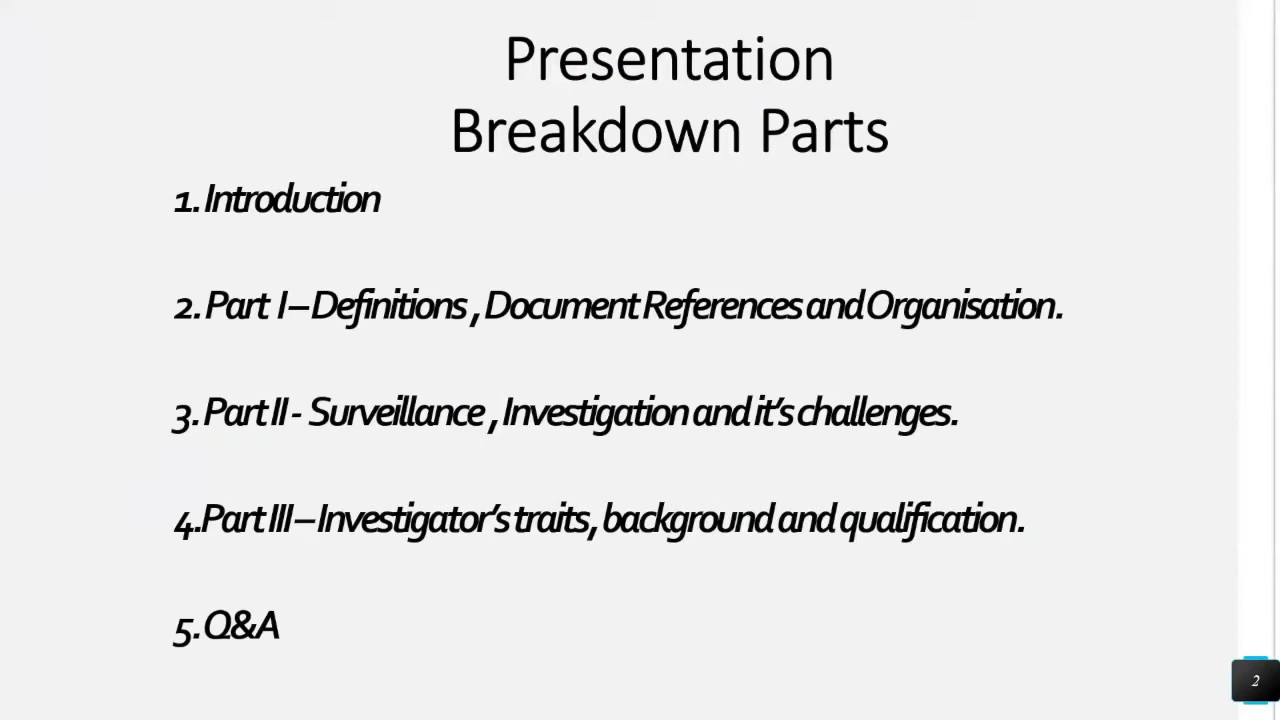 Presentation
Breakdown Parts
1. Introduction
2. Part I – Definitions , Document References and Organisation.
3. Part II - Surveillance , Investigation and it’s challenges.
4.Part III – Investigator’s traits, background and qualification.
5. Q&A
2